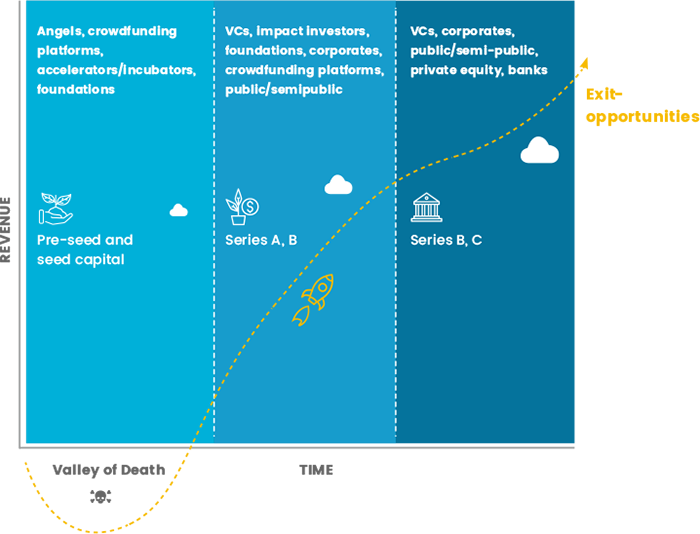 Angels, crowdfunding
platforms,
accelerators/Incubators,
foundations
VCs, impact investors,
foundations, corporates,
crowdfunding platforms,
public/semipublic
VCs, corporates,
public/semi-public,
private equity, banks
Exit-
opportunities
REVENUE
Pre-seed and
seed capital
Series A, B
Series B, C
Valley of Death
TIME